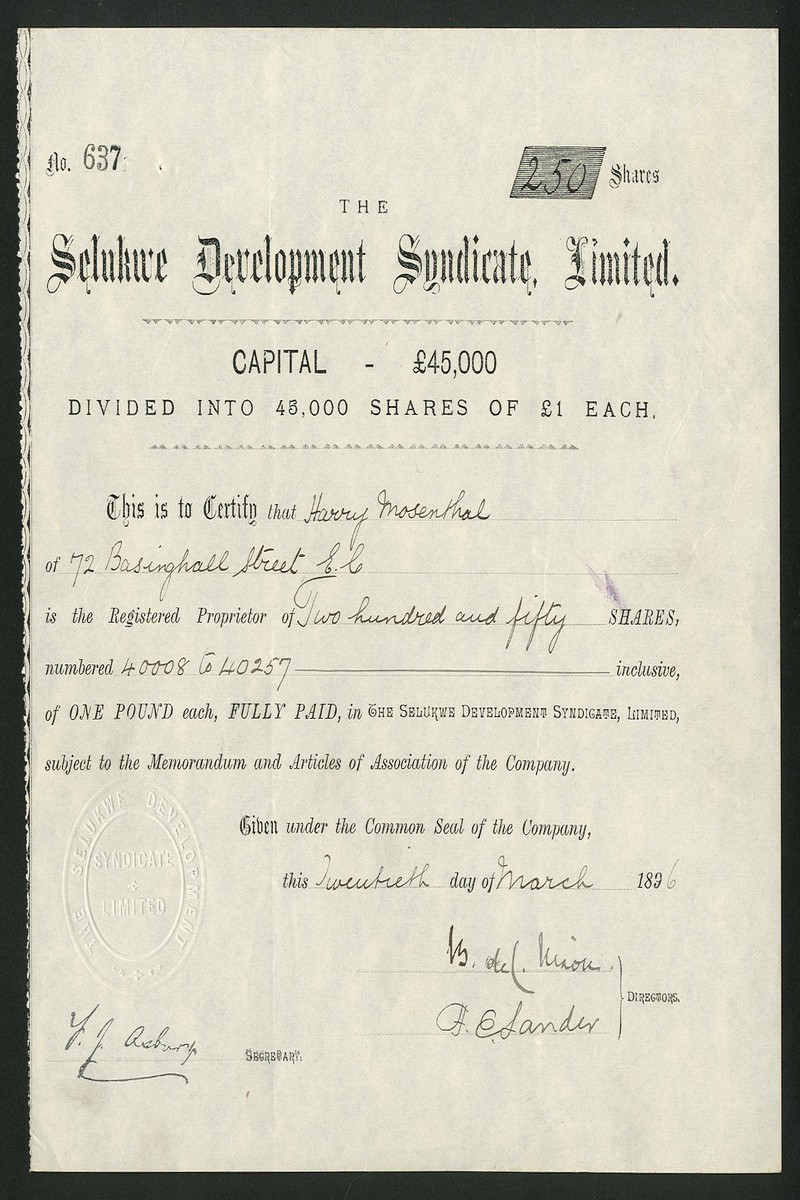 No. 637
250 Shares
THE
Selukwe Development Syndicate, Limited.
CAPITAL - £45,000
DIVIDED INTO 45,000 SHARES OF £1 EACH.
This is to Certify that Harry Mosenthal
of 72 Basinghall Street E.C
is the Registered Proprietor of Two hundred and fifty SHARES,
numbered 40008 to 40257 inclusive,
of ONE POUND each, FULLY PAID, in THE SELUKWE DEVELOPMENT SYNDICATE, LIMITED,
subject to the Memorandum and Articles of Association of the Company.
Given under the Common Seal of the Company,
this Twentieth day of March 1896
THE SELUKWE DEVELOPMENT
SYNDICATE
LIMITED
B. de C. Nixon.
F. C. Sander
DIRECTORS.
F. J. Asbury
SECRETARY.